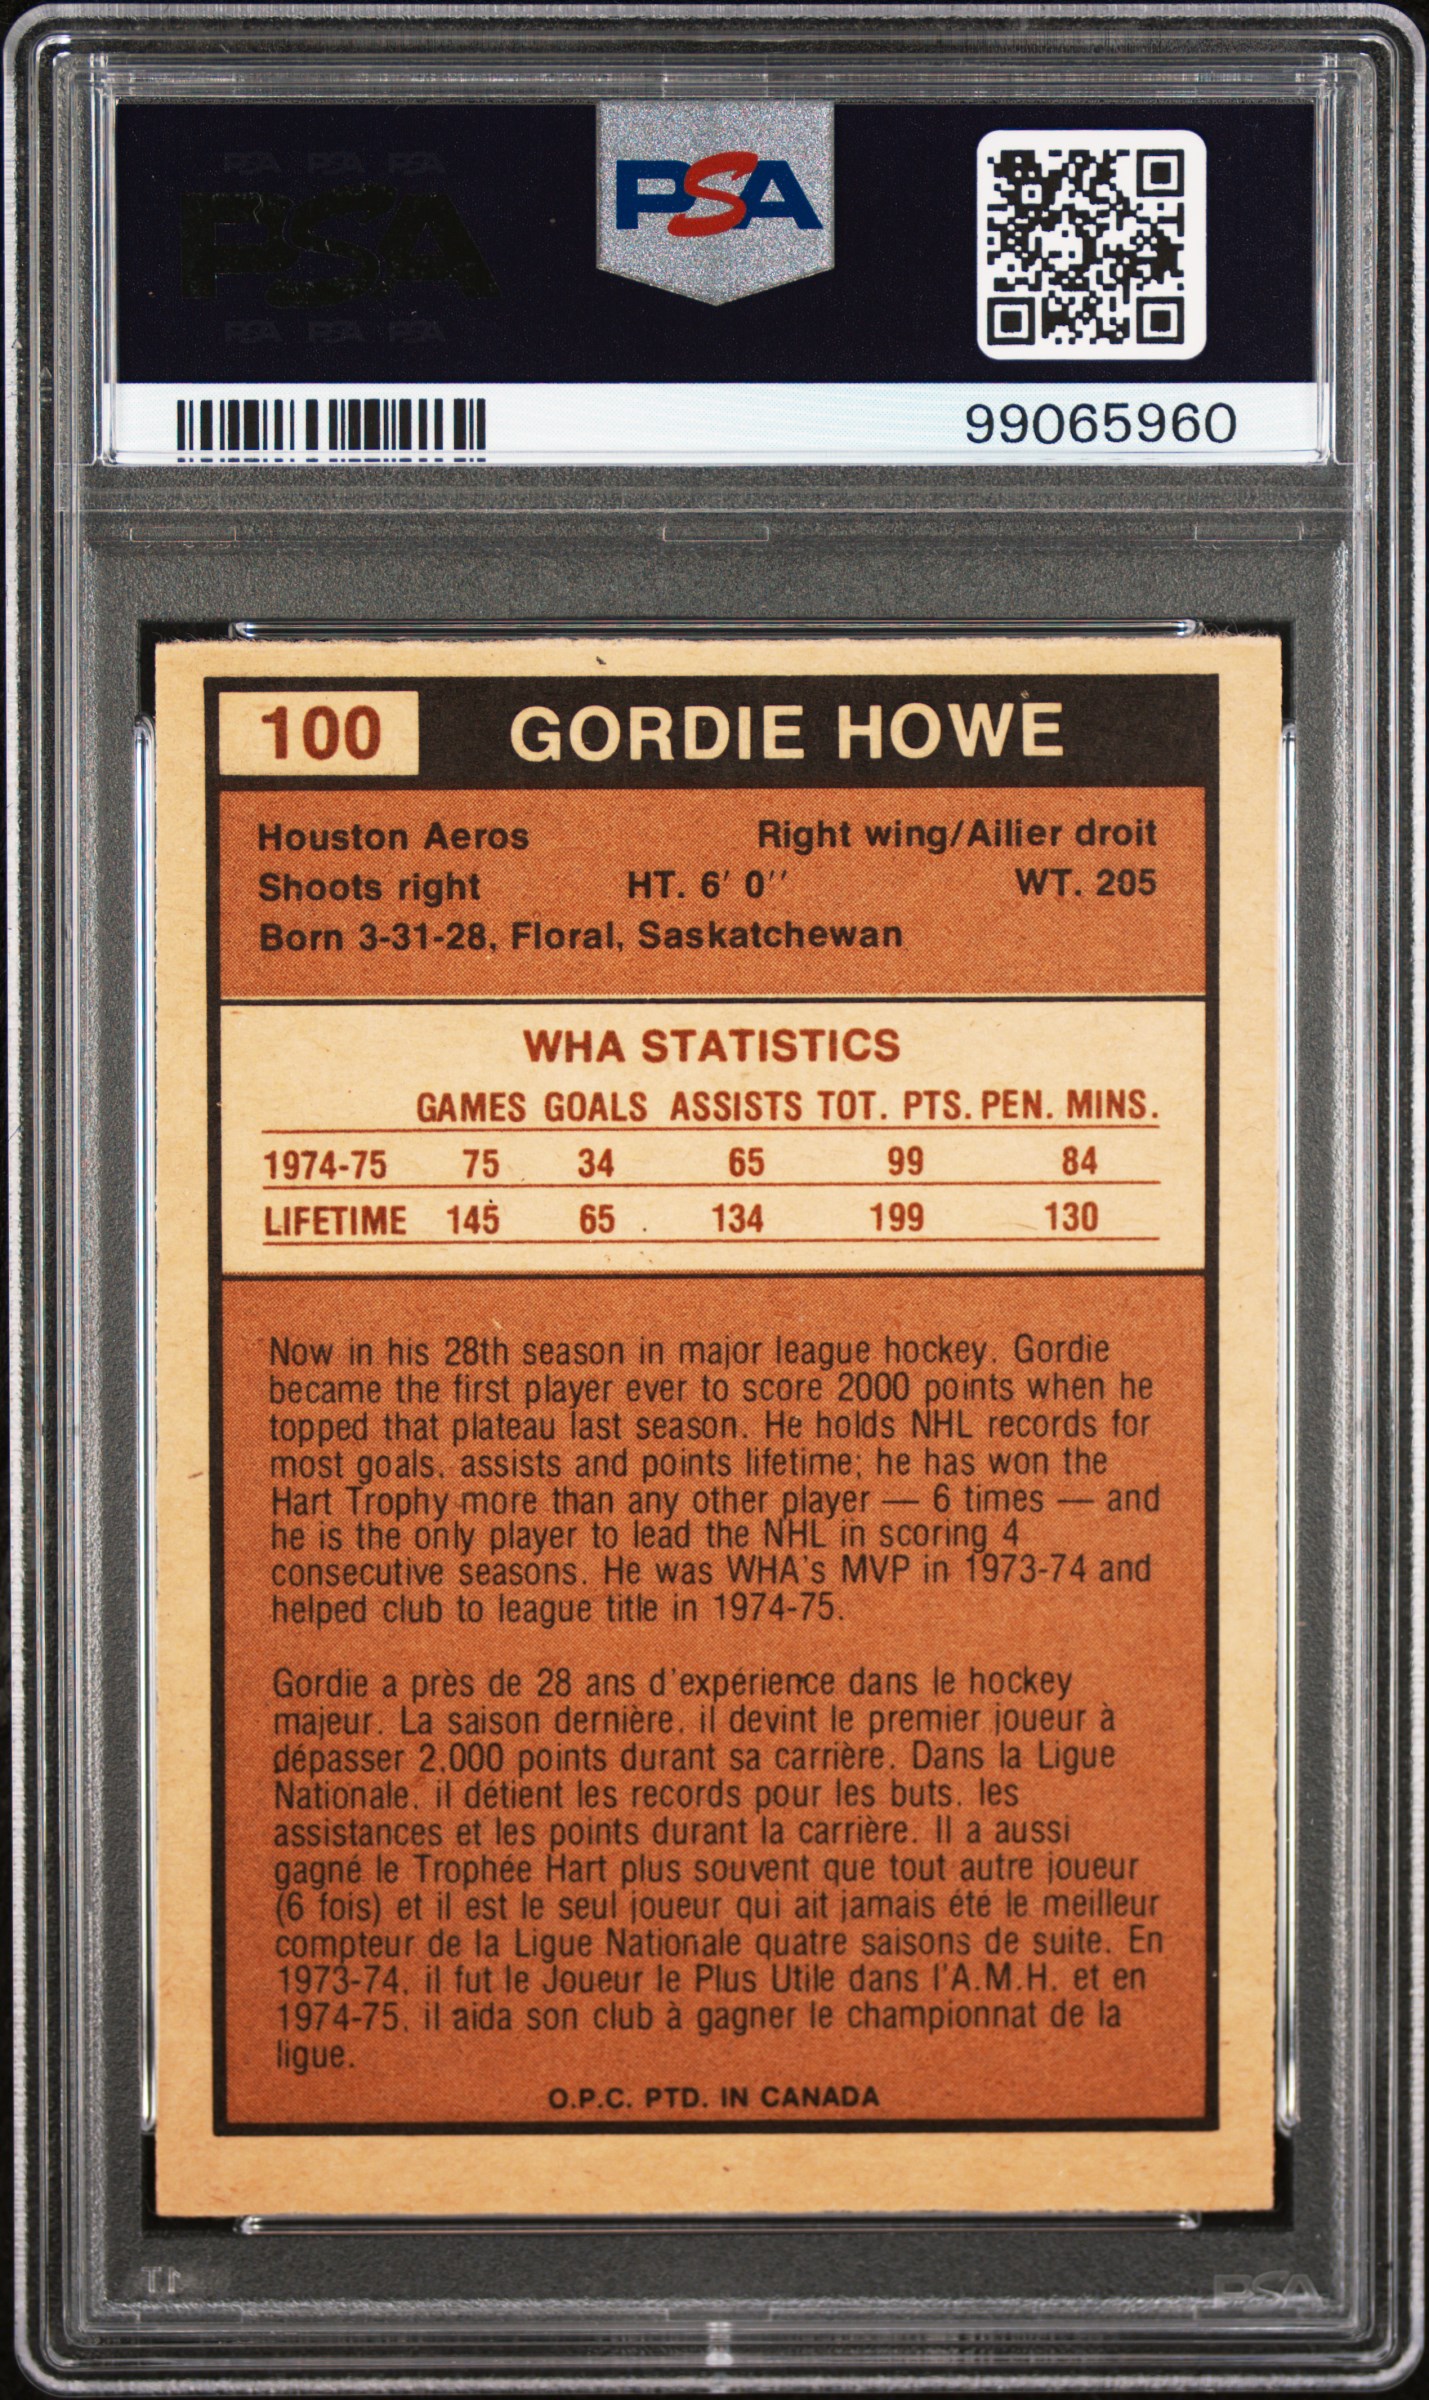 PSA PSA PSA
PSA
PSA PSA PSA
PSA
99065960
100 GORDIE HOWE
Houston Aeros Right wing/Ailier droit
Shoots right HT. 6' 0'' WT. 205
Born 3-31-28, Floral, Saskatchewan
WHA STATISTICS
GAMES GOALS ASSISTS TOT. PTS. PEN. MINS.
1974-75 75 34 65 99 84
LIFETIME 145 65 134 199 130
Now in his 28th season in major league hockey, Gordie
became the first player ever to score 2000 points when he
topped that plateau last season. He holds NHL records for
most goals, assists and points lifetime; he has won the
Hart Trophy more than any other player — 6 times — and
he is the only player to lead the NHL in scoring 4
consecutive seasons. He was WHA's MVP in 1973-74 and
helped club to league title in 1974-75.
Gordie a près de 28 ans d'expérience dans le hockey
majeur. La saison dernière, il devint le premier joueur à
dépasser 2,000 points durant sa carrière. Dans la Ligue
Nationale, il détient les records pour les buts, les
assistances et les points durant la carrière. Il a aussi
gagné le Trophée Hart plus souvent que tout autre joueur
(6 fois) et il est le seul joueur qui ait jamais été le meilleur
compteur de la Ligue Nationale quatre saisons de suite. En
1973-74, il fut le Joueur le Plus Utile dans l'A.M.H. et en
1974-75, il aida son club à gagner le championnat de la
ligue.
O.P.C. PTD. IN CANADA
PSA